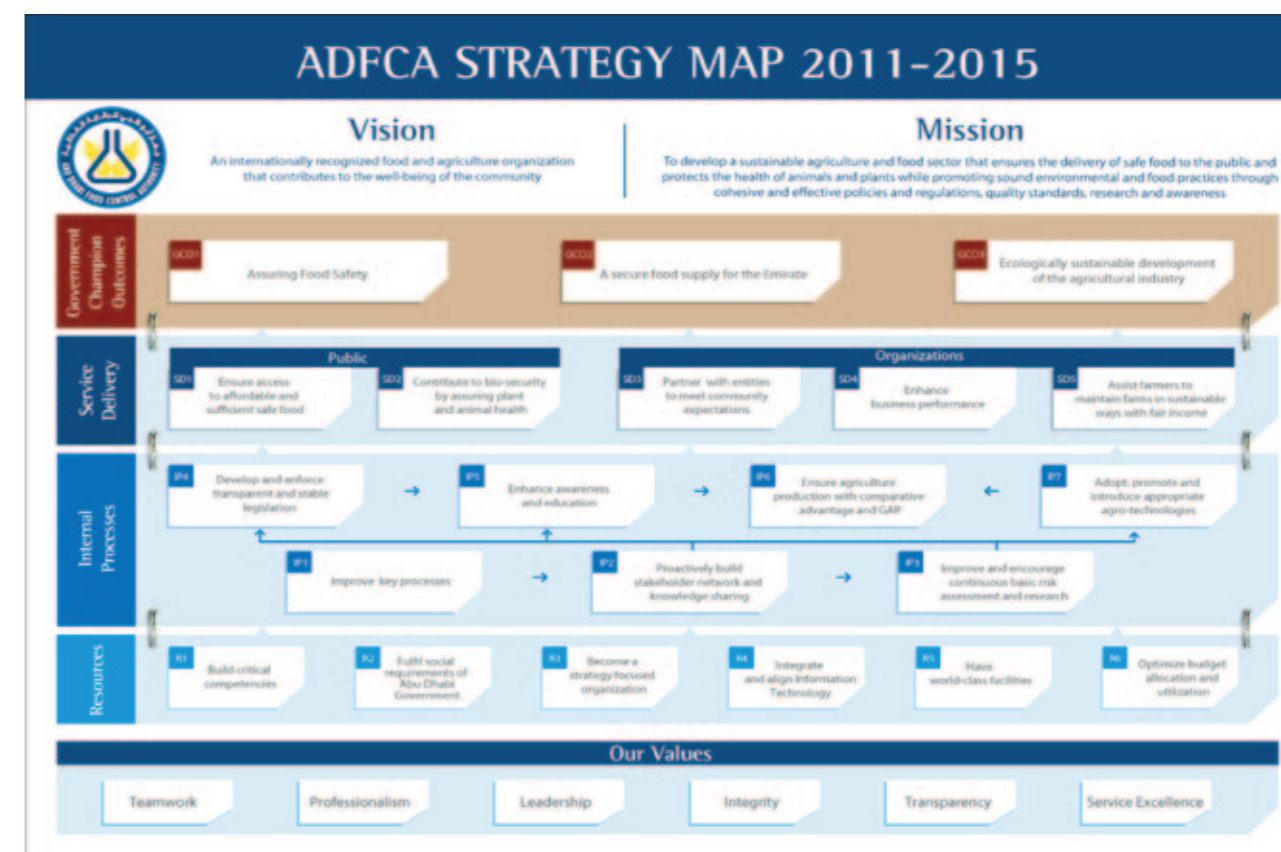 ADFCA STRATEGY MAP 2011-2015
ABU DHABI FOOD CONTROL AUTHORITY
Vision
An internationally recognized food and agriculture organization
that contributes to the well-being of the community
Mission
To develop a sustainable agriculture and food sector that ensures the delivery of safe food to the public and
protects the health of animals and plants while promoting sound environmental and food practices through
cohesive and effective policies and regulations, quality standards, research and awareness
Government
Champion
Outcomes
GCO1
Assuring Food Safety
GCO2
A secure food supply for the Emirate
GCO3
Ecologically sustainable development
of the agricultural industry
Service
Delivery
Public
SD1
Ensure access
to affordable and
sufficient safe food
SD2
Contribute to bio-security
by assuring plant
and animal health
Organizations
SD3
Partner with entities
to meet community
expectations
SD4
Enhance
business performance
SD5
Assist farmers to
maintain farms in sustainable
ways with fair income
Internal
Processes
IP4
Develop and enforce
transparent and stable
legislation
IP5
Enhance awareness
and education
IP6
Ensure agriculture
production with comparative
advantage and GAP
IP7
Adopt, promote and
introduce appropriate
agro-technologies
IP1
Improve key processes
IP2
Proactively build
stakeholder network and
knowledge sharing
IP3
Improve and encourage
continuous basic risk
assessment and research
Resources
R1
Build critical
competencies
R2
Fulfil social
requirements of
Abu Dhabi
Government
R3
Become a
strategy focused
organization
R4
Integrate
and align Information
Technology
R5
Have
world-class facilities
R6
Optimize budget
allocation and
utilization
Our Values
Teamwork
Professionalism
Leadership
Integrity
Transparency
Service Excellence